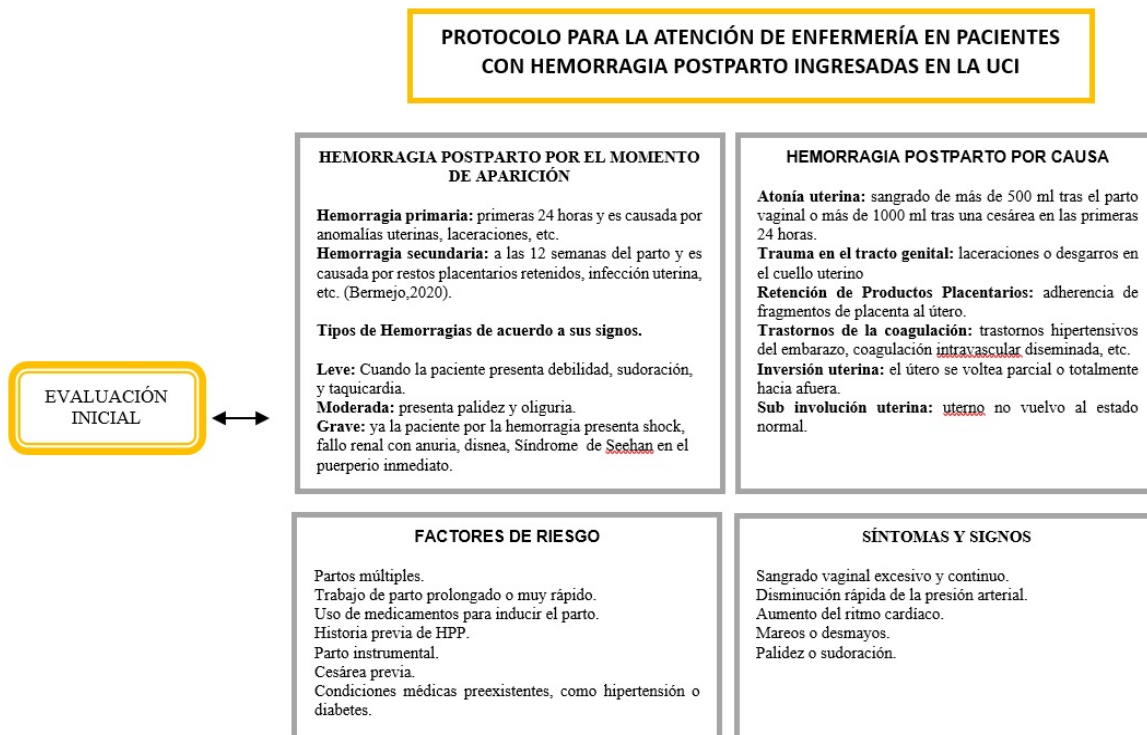 PROTOCOLO PARA LA ATENCIÓN DE ENFERMERÍA EN PACIENTES
CON HEMORRAGIA POSTPARTO INGRESADAS EN LA UCI
EVALUACIÓN
INICIAL
HEMORRAGIA POSTPARTO POR EL MOMENTO
DE APARICIÓN
Hemorragia primaria: primeras 24 horas y es causada por
anomalías uterinas, laceraciones, etc.
Hemorragia secundaria: a las 12 semanas del parto y es
causada por restos placentarios retenidos, infección uterina,
etc. (Bermejo,2020).
Tipos de Hemorragias de acuerdo a sus signos.
Leve: Cuando la paciente presenta debilidad, sudoración,
y taquicardia.
Moderada: presenta palidez y oliguria.
Grave: ya la paciente por la hemorragia presenta shock,
fallo renal con anuria, disnea, Síndrome de Seehan en el
puerperio inmediato.
HEMORRAGIA POSTPARTO POR CAUSA
Atonía uterina: sangrado de más de 500 ml tras el parto
vaginal o más de 1000 ml tras una cesárea en las primeras
24 horas.
Trauma en el tracto genital: laceraciones o desgarros en
el cuello uterino
Retención de Productos Placentarios: adherencia de
fragmentos de placenta al útero.
Trastornos de la coagulación: trastornos hipertensivos
del embarazo, coagulación intravascular diseminada, etc.
Inversión uterina: el útero se voltea parcial o totalmente
hacia afuera.
Sub involución uterina: uterno no vuelvo al estado
normal.
FACTORES DE RIESGO
Partos múltiples.
Trabajo de parto prolongado o muy rápido.
Uso de medicamentos para inducir el parto.
Historia previa de HPP.
Parto instrumental.
Cesárea previa.
Condiciones médicas preexistentes, como hipertensión o
diabetes.
SÍNTOMAS Y SIGNOS
Sangrado vaginal excesivo y continuo.
Disminución rápida de la presión arterial.
Aumento del ritmo cardíaco.
Mareos o desmayos.
Palidez o sudoración.